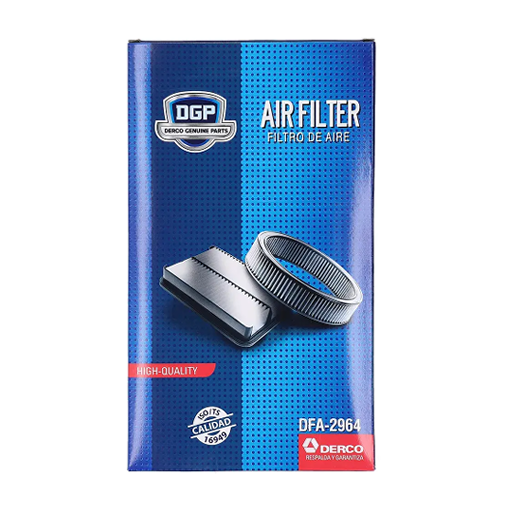 DGP
DERCO GENUINE PARTS
AIR FILTER
FILTRO DE AIRE
HIGH-QUALITY
ISO/TS
CALIDAD
16949
DFA-2964
DERCO
RESPALDA Y GARANTIZA